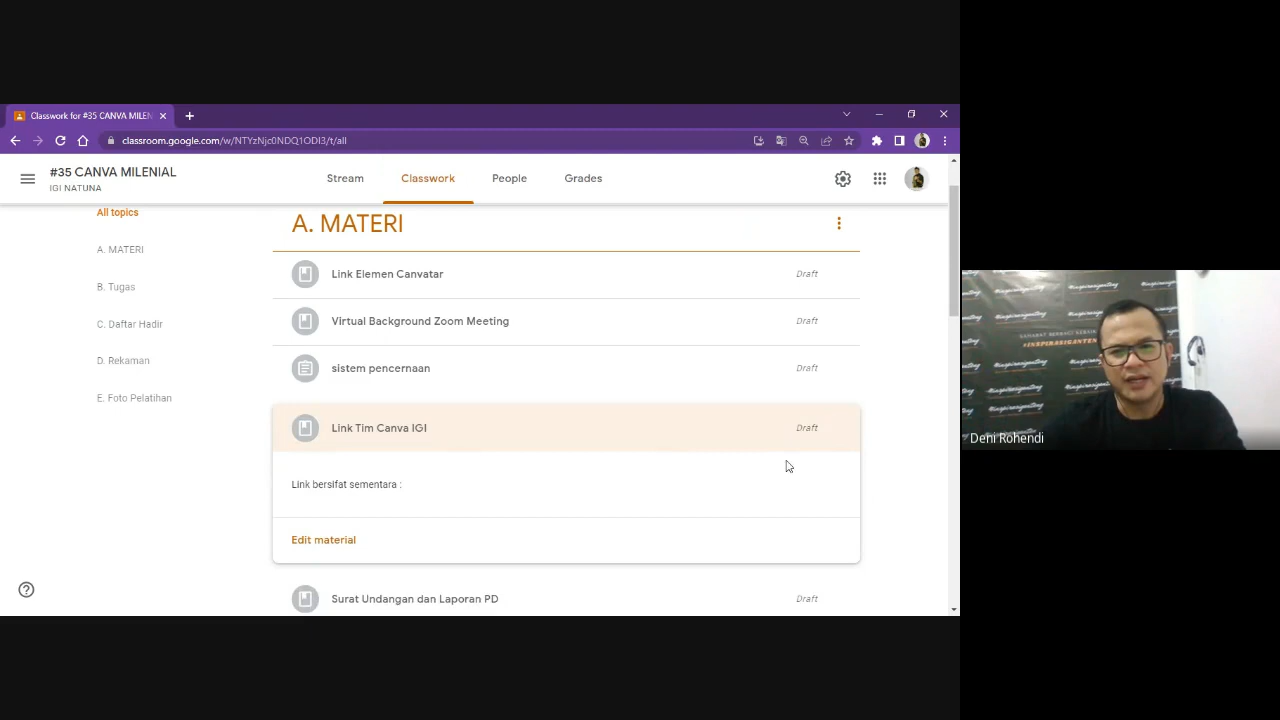 Classwork for #35 CANVA MILEN
classroom.google.com/w/NTYzNjc0NDQ1ODI3/t/all
#35 CANVA MILENIAL
IGI NATUNA
Stream
Classwork
People
Grades
All topics
A. MATERI
B. Tugas
C. Daftar Hadir
D. Rekaman
E. Foto Pelatihan
A. MATERI
Link Elemen Canvatar
Draft
Virtual Background Zoom Meeting
Draft
sistem pencernaan
Draft
Link Tim Canva IGI
Draft
Link bersifat sementara :
Edit material
Surat Undangan dan Laporan PD
Draft
#INSPIRASIGANTENG
Deni Rohendi